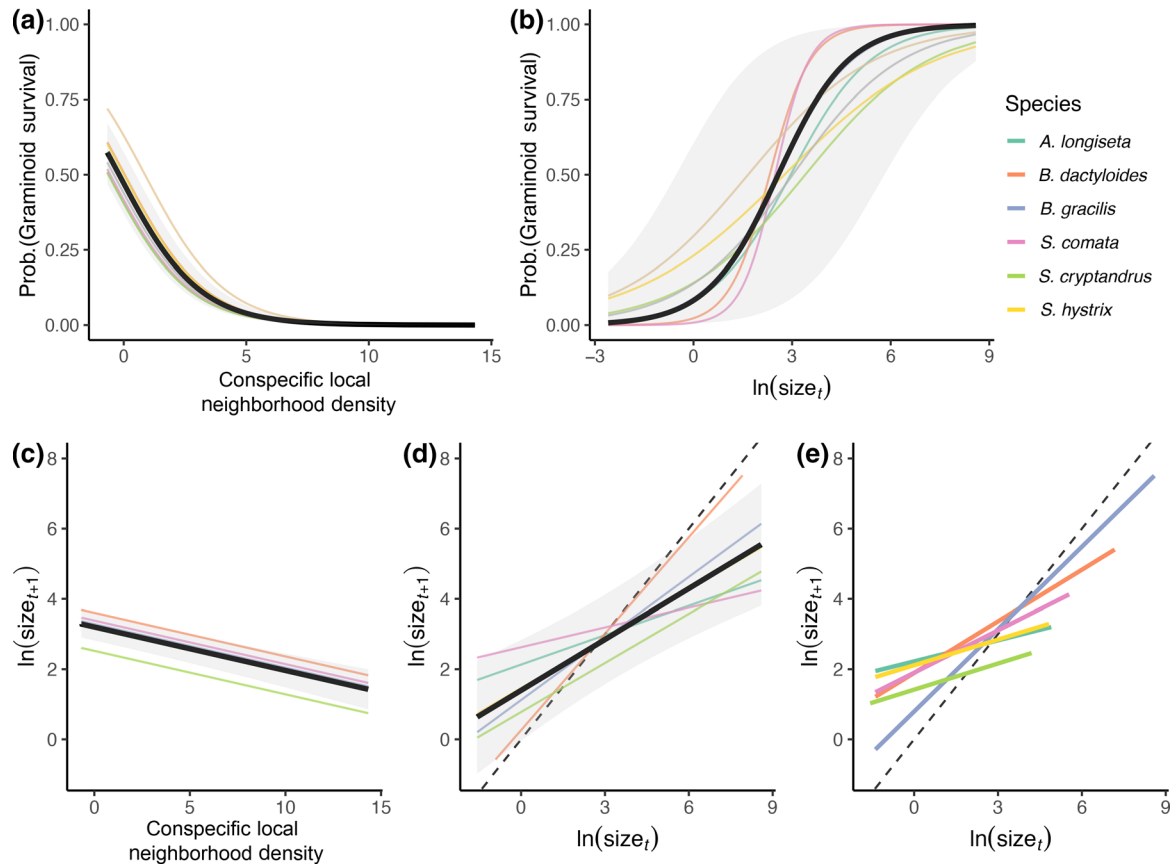 (a)
Prob.(Graminoid survival)
1.00
0.75
0.50
0.25
0.00
0 5 10 15
Conspecific local
neighborhood density
(b)
Prob.(Graminoid survival)
1.00
0.75
0.50
0.25
0.00
−3 0 3 6 9
ln(size_t)
Species
A. longiseta
B. dactyloides
B. gracilis
S. comata
S. cryptandrus
S. hystrix
(c)
ln(size_{t+1})
8
6
4
2
0
0 5 10 15
Conspecific local
neighborhood density
(d)
ln(size_{t+1})
8
6
4
2
0
0 3 6 9
ln(size_t)
(e)
ln(size_{t+1})
8
6
4
2
0
0 3 6 9
ln(size_t)